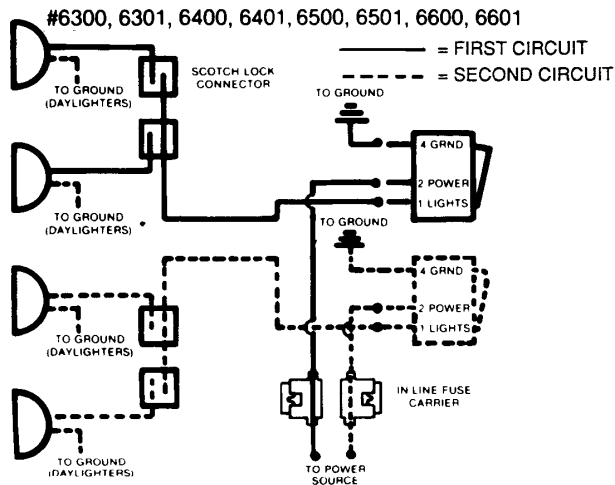 #6300, 6301, 6400, 6401, 6500, 6501, 6600, 6601
= FIRST CIRCUIT
= SECOND CIRCUIT
SCOTCH LOCK
CONNECTOR
TO GROUND
(DAYLIGHTERS)
TO GROUND
4 GRND
2 POWER
1 LIGHTS
TO GROUND
(DAYLIGHTERS)
TO GROUND
4 GRND
2 POWER
1 LIGHTS
TO GROUND
(DAYLIGHTERS)
IN LINE FUSE
CARRIER
TO GROUND
(DAYLIGHTERS)
TO POWER
SOURCE